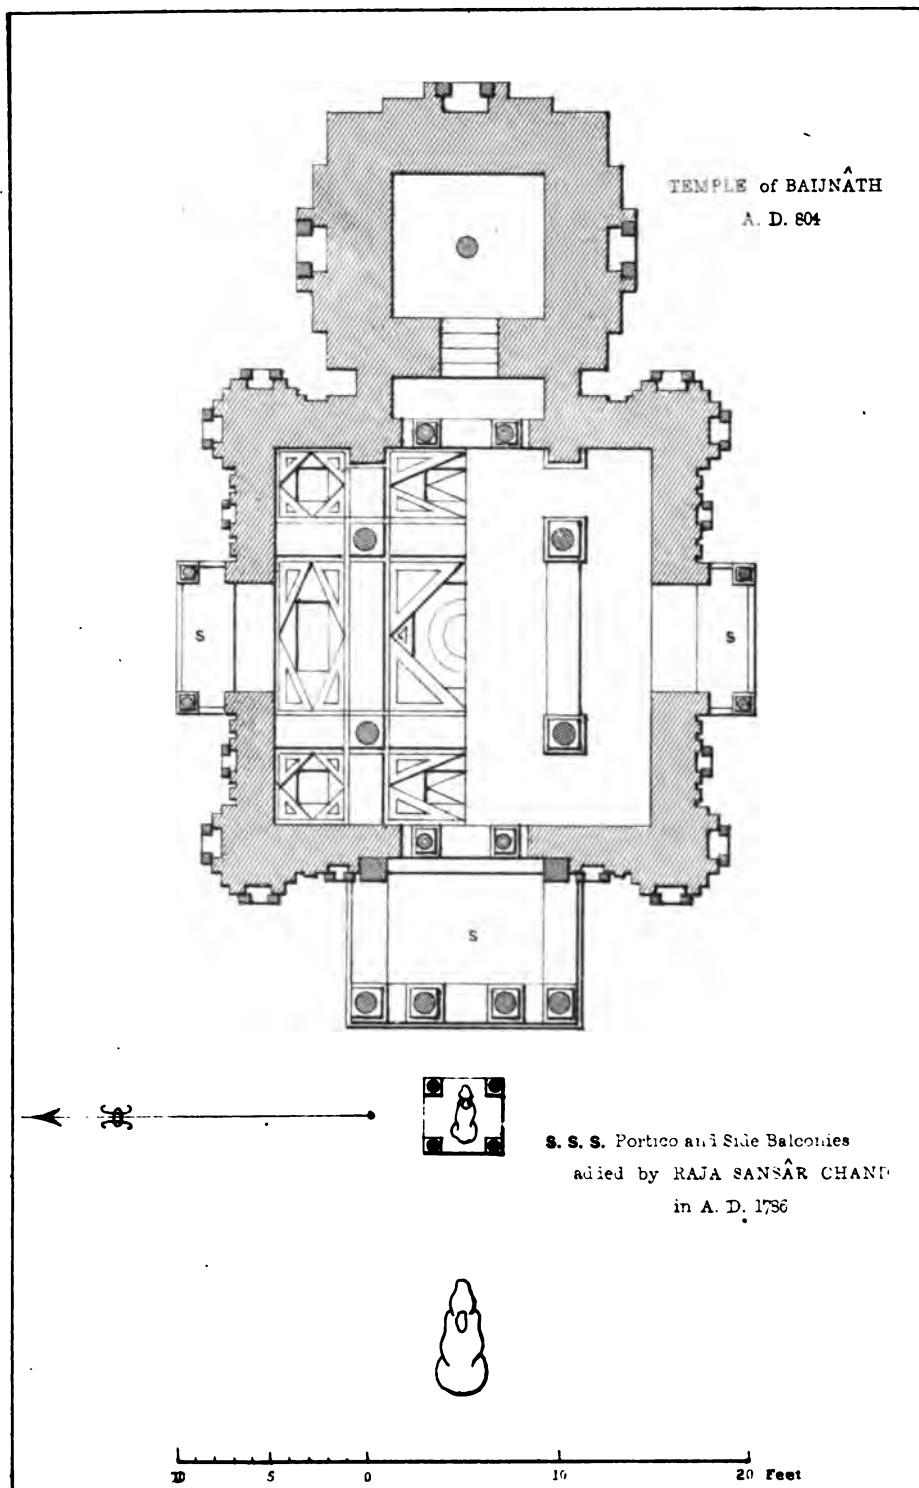 TEMPLE of BAIJNÂTH
A. D. 804
S
S
S
S. S. S. Portico and Side Balconies
added by RAJA SANSÂR CHAND
in A. D. 1786
10 5 0 10 20 Feet